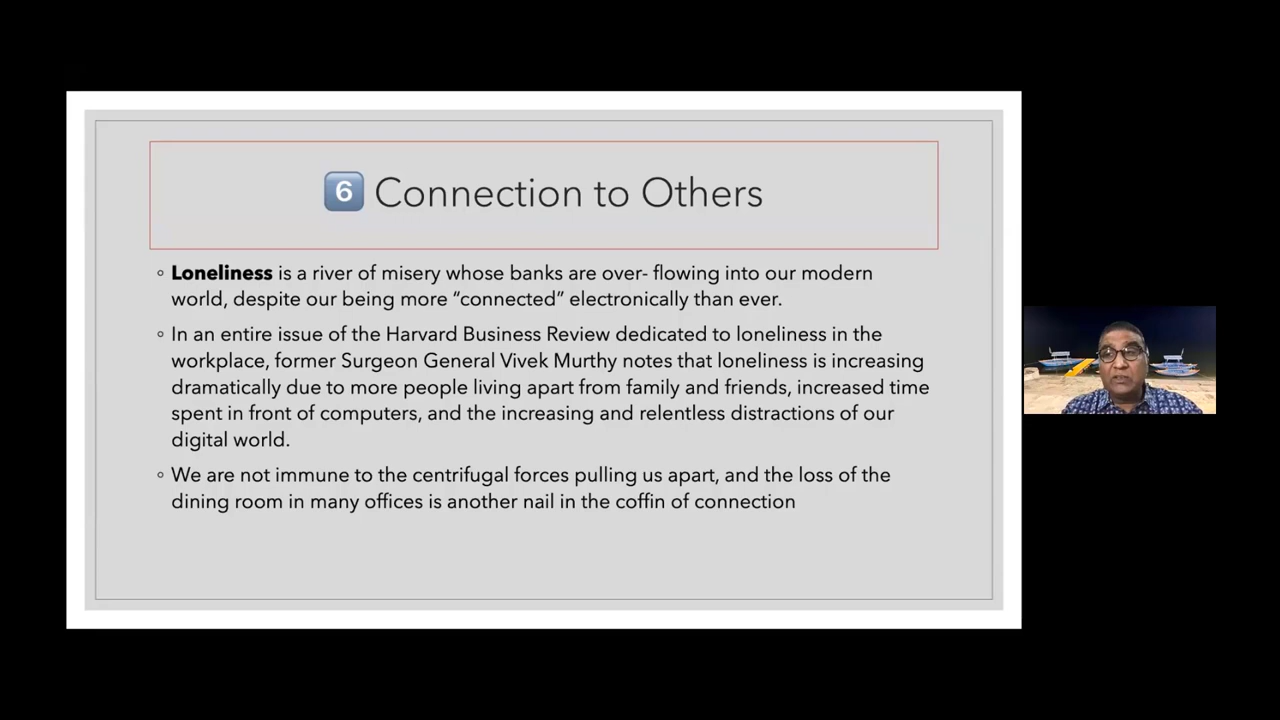 6 Connection to Others
◦ Loneliness is a river of misery whose banks are over- flowing into our modern
world, despite our being more “connected” electronically than ever.
◦ In an entire issue of the Harvard Business Review dedicated to loneliness in the
workplace, former Surgeon General Vivek Murthy notes that loneliness is increasing
dramatically due to more people living apart from family and friends, increased time
spent in front of computers, and the increasing and relentless distractions of our
digital world.
◦ We are not immune to the centrifugal forces pulling us apart, and the loss of the
dining room in many offices is another nail in the coffin of connection